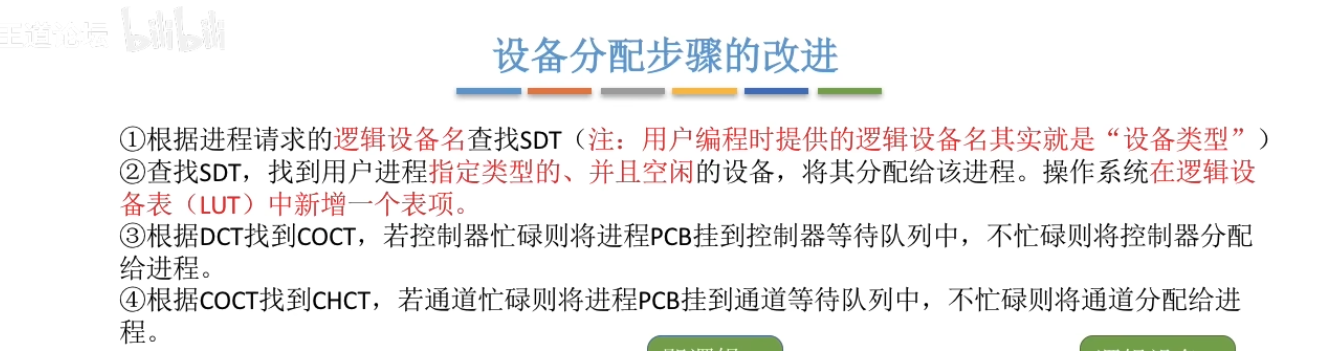 王道论坛 bilibili
设备分配步骤的改进
①根据进程请求的逻辑设备名查找SDT（注：用户编程时提供的逻辑设备名其实就是“设备类型”）
②查找SDT，找到用户进程指定类型的、并且空闲的设备，将其分配给该进程。操作系统在逻辑设
备表（LUT）中新增一个表项。
③根据DCT找到COCT，若控制器忙碌则将进程PCB挂到控制器等待队列中，不忙碌则将控制器分配
给进程。
④根据COCT找到CHCT，若通道忙碌则将进程PCB挂到通道等待队列中，不忙碌则将通道分配给进
程。